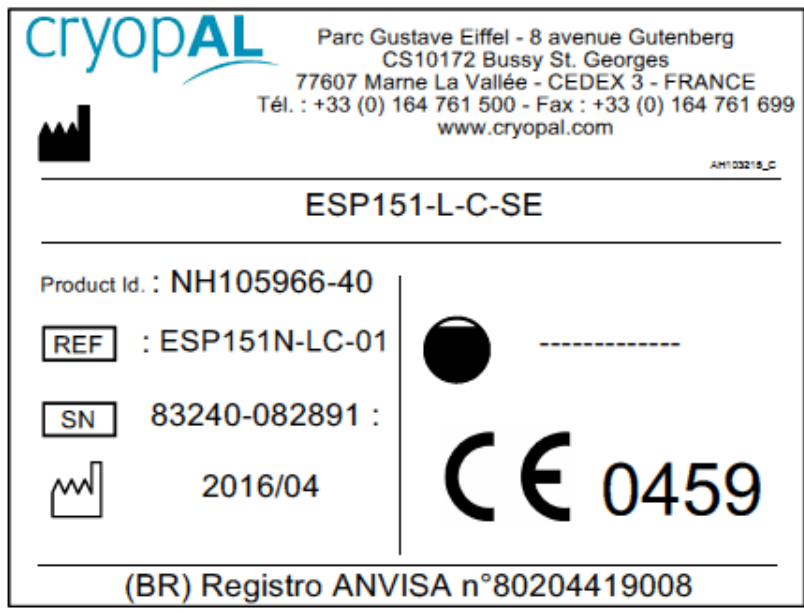 cryopAL
Parc Gustave Eiffel - 8 avenue Gutenberg
CS10172 Bussy St. Georges
77607 Marne La Vallée - CEDEX 3 - FRANCE
Tél. : +33 (0) 164 761 500 - Fax : +33 (0) 164 761 699
www.cryopal.com
AH103218_C
ESP151-L-C-SE
Product Id. : NH105966-40
REF : ESP151N-LC-01
-------------
SN 83240-082891 :
2016/04
CE 0459
(BR) Registro ANVISA n°80204419008